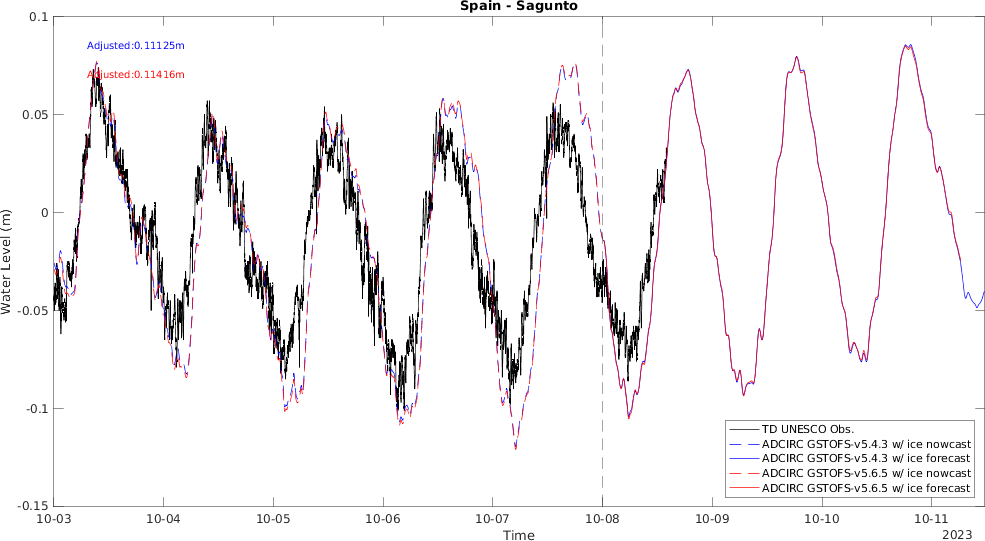 Spain - Sagunto
0.1
Adjusted:0.11125m
Adjusted:0.11416m
0.05
0
-0.05
-0.1
-0.15
Water Level (m)
TD UNESCO Obs.
ADCIRC GSTOFS-v5.4.3 w/ ice nowcast
ADCIRC GSTOFS-v5.4.3 w/ ice forecast
ADCIRC GSTOFS-v5.6.5 w/ ice nowcast
ADCIRC GSTOFS-v5.6.5 w/ ice forecast
10-03 10-04 10-05 10-06 10-07 10-08 10-09 10-10 10-11
Time
2023